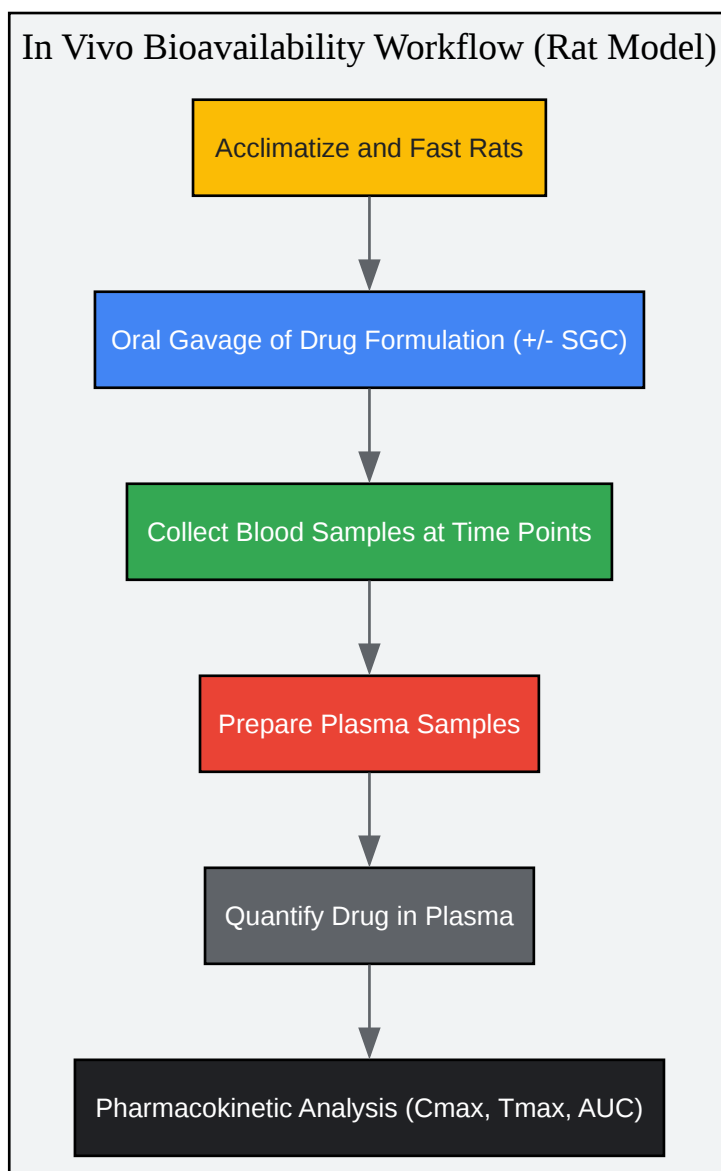 In Vivo Bioavailability Workflow (Rat Model)
Acclimatize and Fast Rats
Oral Gavage of Drug Formulation (+/- SGC)
Collect Blood Samples at Time Points
Prepare Plasma Samples
Quantify Drug in Plasma
Pharmacokinetic Analysis (Cmax, Tmax, AUC)